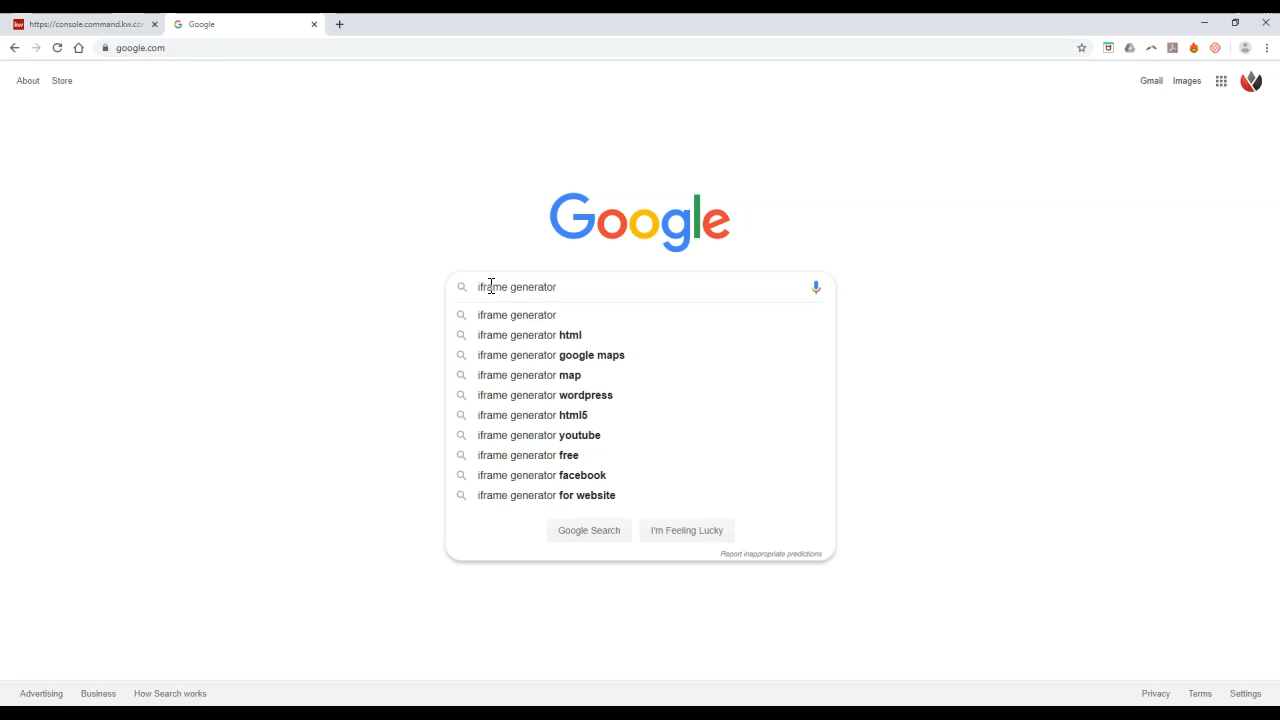 https://console.command.kw.co
Google
google.com
About Store
Gmail Images
Google
iframe generator
iframe generator
iframe generator html
iframe generator google maps
iframe generator map
iframe generator wordpress
iframe generator html5
iframe generator youtube
iframe generator free
iframe generator facebook
iframe generator for website
Google Search I'm Feeling Lucky
Report inappropriate predictions
Advertising Business How Search works
Privacy Terms Settings